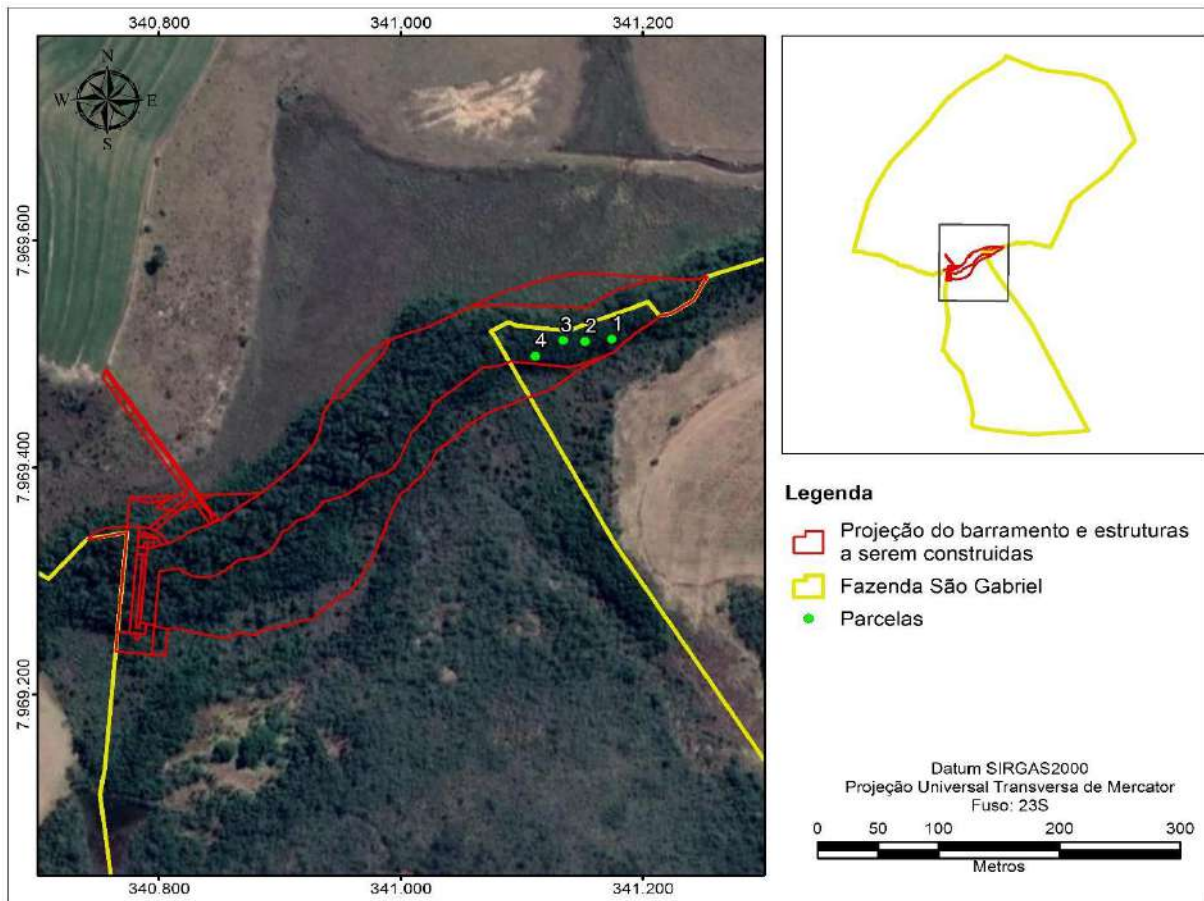 340.800 341.000 341.200
N
W E
S
7.969.600
7.969.400
7.969.200
1
2
3
4
340.800 341.000 341.200
Legenda
Projeção do barramento e estruturas
a serem construidas
Fazenda São Gabriel
Parcelas
Datum SIRGAS2000
Projeção Universal Transversa de Mercator
Fuso: 23S
0 50 100 200 300
Metros